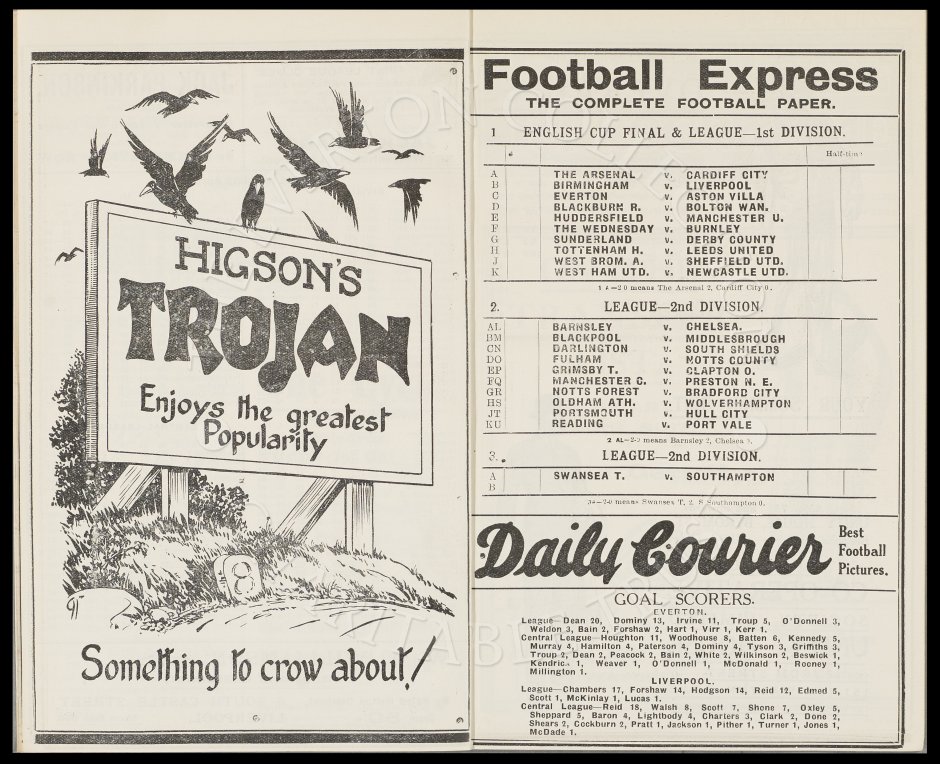 HIGSON'S
TROJAN
Enjoys the greatest
Popularity
8
Something to crow about!
Football Express
THE COMPLETE FOOTBALL PAPER.
1 ENGLISH CUP FINAL & LEAGUE—1st DIVISION.
Half-time
A THE ARSENAL v. CARDIFF CITY
B BIRMINGHAM v. LIVERPOOL
C EVERTON v. ASTON VILLA
D BLACKBURN R. v. BOLTON WAN.
E HUDDERSFIELD v. MANCHESTER U.
F THE WEDNESDAY v. BURNLEY
G SUNDERLAND v. DERBY COUNTY
H TOTTENHAM H. v. LEEDS UNITED
J WEST BROM. A. v. SHEFFIELD UTD.
K WEST HAM UTD. v. NEWCASTLE UTD.
1 A=2 0 means The Arsenal 2, Cardiff City 0.
2. LEAGUE—2nd DIVISION.
AL BARNSLEY v. CHELSEA.
BM BLACKPOOL v. MIDDLESBROUGH
CN DARLINGTON v. SOUTH SHIELDS
DO FULHAM v. NOTTS COUNTY
EP GRIMSBY T. v. CLAPTON O.
FQ MANCHESTER C. v. PRESTON N. E.
GR NOTTS FOREST v. BRADFORD CITY
HS OLDHAM ATH. v. WOLVERHAMPTON
JT PORTSMOUTH v. HULL CITY
KU READING v. PORT VALE
2 AL=2-0 means Barnsley 2, Chelsea 0.
3. LEAGUE—2nd DIVISION.
A SWANSEA T. v. SOUTHAMPTON
B
means Swansea T. 2, Southampton 0.
Daily Courier
Best
Football
Pictures.
GOAL SCORERS.
EVERTON.
League—Dean 20, Dominy 13, Irvine 11, Troup 5, O'Donnell 3,
Weldon 3, Bain 2, Forshaw 2, Hart 1, Virr 1, Kerr 1.
Central League—Houghton 11, Woodhouse 8, Batten 6, Kennedy 5,
Murray 4, Hamilton 4, Paterson 4, Dominy 4, Tyson 3, Griffiths 3,
Troup 2, Dean 2, Peacock 2, Bain 2, White 2, Wilkinson 2, Beswick 1,
1, Weaver 1, O'Donnell 1, McDonald 1, Rooney 1,
Millington 1.
LIVERPOOL.
League—Chambers 17, Forshaw 14, Hodgson 14, Reid 12, Edmed 5,
Scott 1, McKinlay 1, Lucas 1.
Central League—Reid 18, Walsh 8, Scott 7, Shone 7, Oxley 5,
Sheppard 5, Baron 4, Lightbody 4, Charters 3, Clark 2, Done 2,
Shears 2, Cockburn 2, Pratt 1, Jackson 1, Pither 1, Turner 1, Jones 1,
McDade 1.